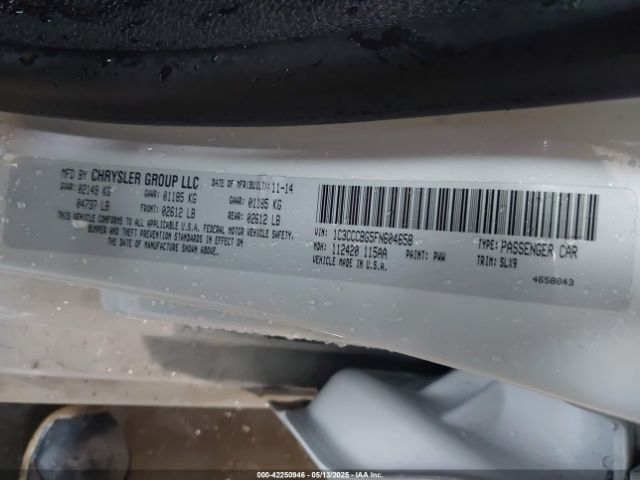 MFD BY CHRYSLER GROUP LLC DATE OF MFR(BUILT): 11-14
GVWR: 02149 KG GAWR: 01185 KG GAWR: 01185 KG
04737 LB FRONT: 02612 LB REAR: 02612 LB
THIS VEHICLE CONFORMS TO ALL APPLICABLE U.S.A. FEDERAL MOTOR VEHICLE SAFETY,
BUMPER AND THEFT PREVENTION STANDARDS IN EFFECT ON
THE DATE OF MANUFACTURE SHOWN ABOVE.
VIN: 1C3CCCBG5FN604658 TYPE: PASSENGER CAR
MDH: 112420 115AA PAINT: PWW TRIM: SLX9
VEHICLE MADE IN U.S.A.
4658643
000-42250946 - 05/13/2025 - IAAI.COM